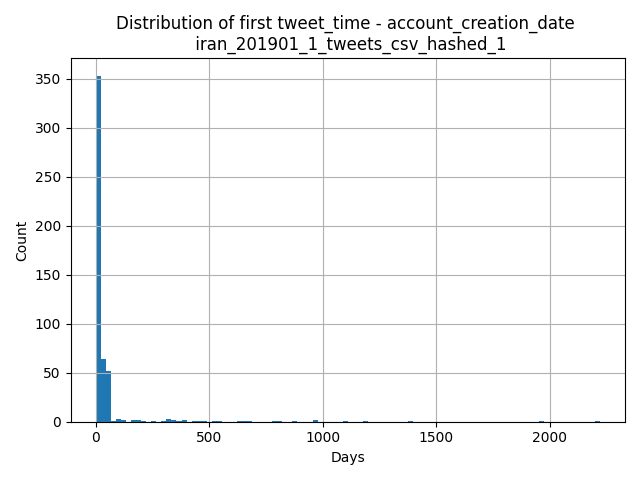 Distribution of first tweet_time - account_creation_date
iran_201901_1_tweets_csv_hashed_1
Count
350
300
250
200
150
100
50
0
0 500 1000 1500 2000
Days